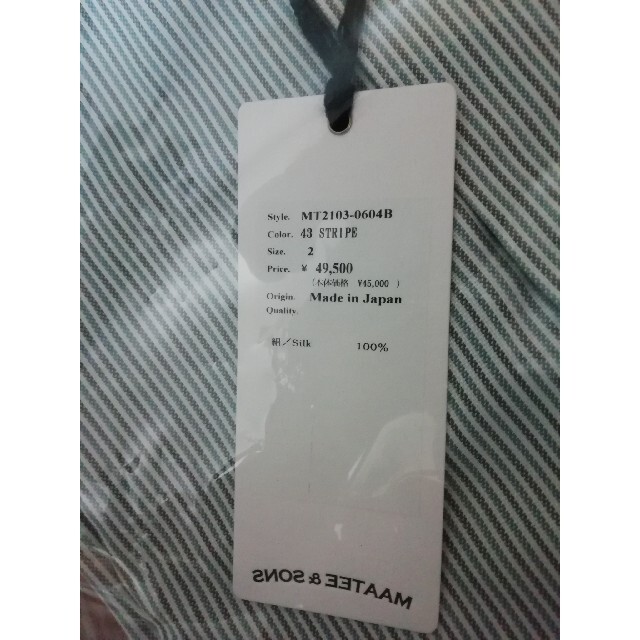 Style. MT2103-0604B
Color. 43 STRIPE
Size. 2
Price. ¥ 49,500
(本体価格 ¥45,000 )
Origin. Made in Japan
Quality.
絹／Silk 100%
MAATEE & SONS